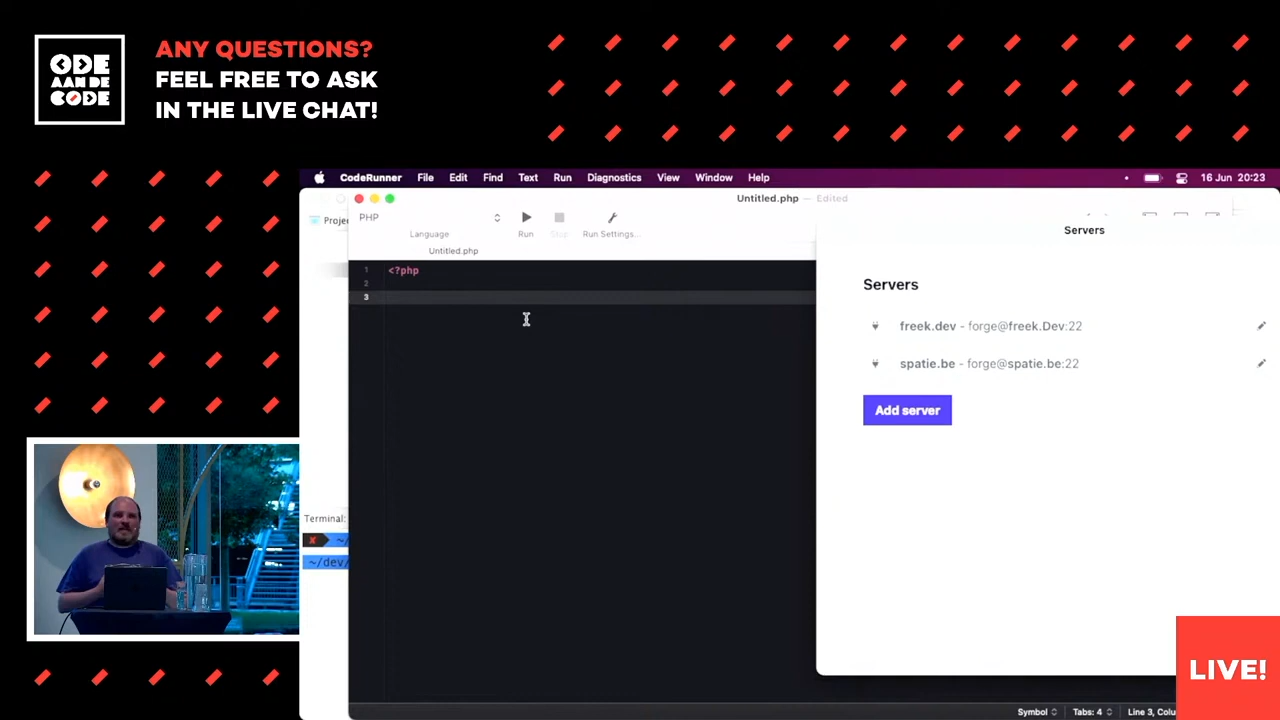 ODE
AAN DE
CODE
ANY QUESTIONS?
FEEL FREE TO ASK
IN THE LIVE CHAT!
CodeRunner File Edit Find Text Run Diagnostics View Window Help 16 Jun 20:23
Untitled.php — Edited
Projec
PHP
Language Run Stop Run Settings...
Untitled.php
1 <?php
2
3
Servers
Servers
freek.dev - forge@freek.Dev:22
spatie.be - forge@spatie.be:22
Add server
Terminal:
✘ ~/
~/dev/
LIVE!
Symbol Tabs: 4 Line 3, Colu